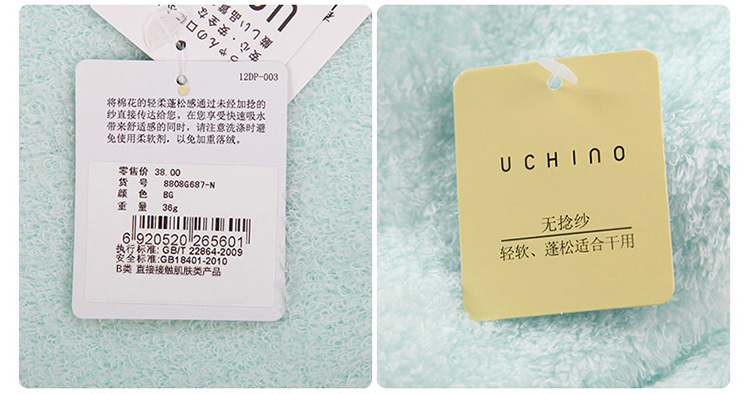 UCHINO
12DP-003
将棉花的轻柔蓬松感通过未经加捻的
纱直接传达给您。在您享受快速吸水
带来舒适感的同时，请注意洗涤时避
免使用柔软剂，以免加重落绒。
零售价 38.00
货 号 8808G687-N
颜 色 BG
重 量 36g
6 920520 265601
执行标准: GB/T 22864-2009
安全标准:GB18401-2010
B类 直接接触肌肤类产品
UCHINO
无捻纱
轻软、蓬松适合干用